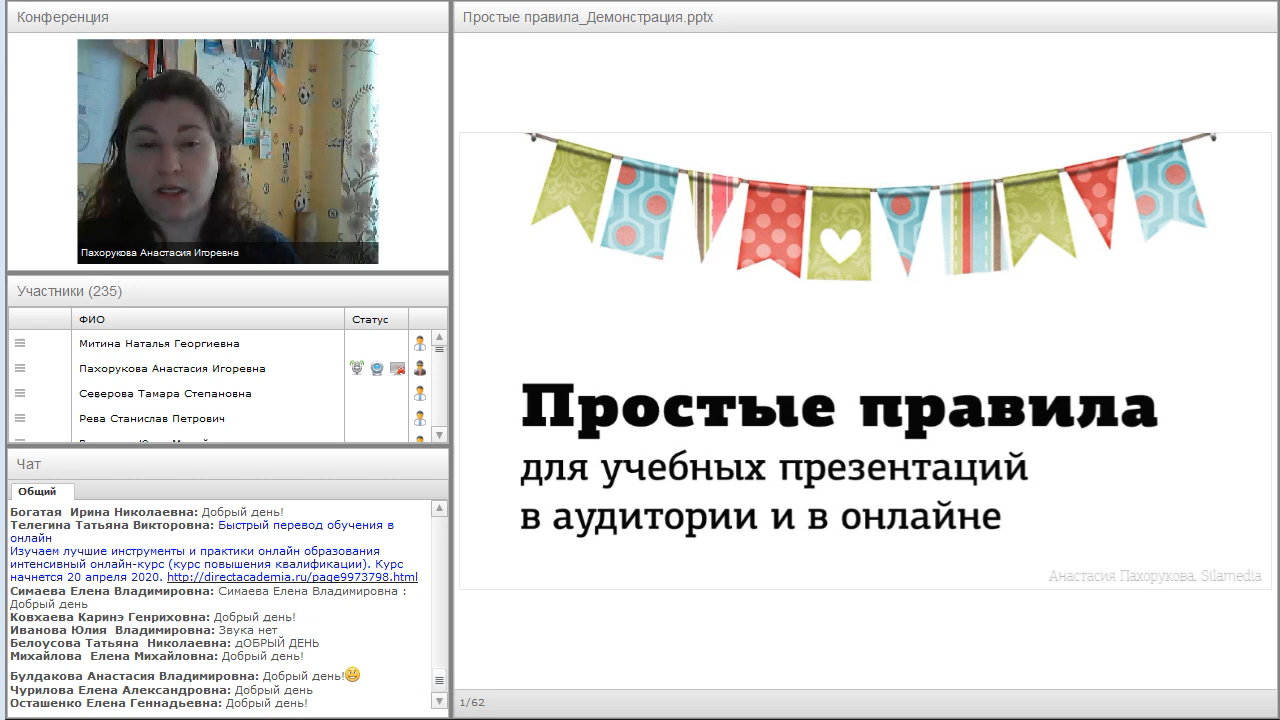 Конференция
Пахорукова Анастасия Игоревна
Участники (235)
ФИО
Статус
Митина Наталья Георгиевна
Пахорукова Анастасия Игоревна
Северова Тамара Степановна
Рева Станислав Петрович
Чат
Общий
Богатая Ирина Николаевна: Добрый день!
Телегина Татьяна Викторовна: Быстрый перевод обучения в
онлайн
Изучаем лучшие инструменты и практики онлайн образования
интенсивный онлайн-курс (курс повышения квалификации). Курс
начнется 20 апреля 2020. http://directacademia.ru/page9973798.html
Симаева Елена Владимировна: Симаева Елена Владимировна :
Добрый день
Ковхаева Каринэ Генриховна: Добрый день!
Иванова Юлия Владимировна: Звука нет
Белоусова Татьяна Николаевна: дОБРЫЙ ДЕНЬ
Михайлова Елена Михайловна: Добрый день!
Булдакова Анастасия Владимировна: Добрый день!
Чурилова Елена Александровна: Добрый день
Осташенко Елена Геннадьевна: Добрый день!
Простые правила_Демонстрация.pptx
Простые правила
для учебных презентаций
в аудитории и в онлайне
Анастасия Пахорукова, Silamedia
1/62